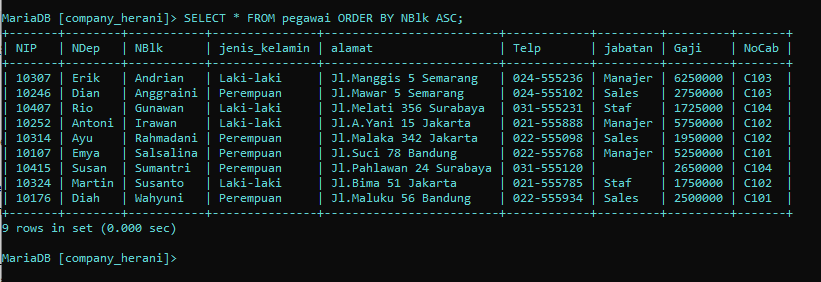 MariaDB [company_herani]> SELECT * FROM pegawai ORDER BY NBlk ASC;
+-------+--------+-----------+---------------+------------------------+------------+---------+---------+-------+
| NIP   | NDep   | NBlk      | jenis_kelamin | alamat                 | Telp       | jabatan | Gaji    | NoCab |
+-------+--------+-----------+---------------+------------------------+------------+---------+---------+-------+
| 10307 | Erik   | Andrian   | Laki-laki     | Jl.Manggis 5 Semarang  | 024-555236 | Manajer | 6250000 | C103  |
| 10246 | Dian   | Anggraini | Perempuan     | Jl.Mawar 5 Semarang    | 024-555102 | Sales   | 2750000 | C103  |
| 10407 | Rio    | Gunawan   | Laki-laki     | Jl.Melati 356 Surabaya | 031-555231 | Staf    | 1725000 | C104  |
| 10252 | Antoni | Irawan    | Laki-laki     | Jl.A.Yani 15 Jakarta   | 021-555888 | Manajer | 5750000 | C102  |
| 10314 | Ayu    | Rahmadani | Perempuan     | Jl.Malaka 342 Jakarta  | 022-555098 | Sales   | 1950000 | C102  |
| 10107 | Emya   | Salsalina | Perempuan     | Jl.Suci 78 Bandung     | 022-555768 | Manajer | 5250000 | C101  |
| 10415 | Susan  | Sumantri  | Perempuan     | Jl.Pahlawan 24 Surabaya | 031-555120 |         | 2650000 | C104  |
| 10324 | Martin | Susanto   | Laki-laki     | Jl.Bima 51 Jakarta     | 021-555785 | Staf    | 1750000 | C102  |
| 10176 | Diah   | Wahyuni   | Perempuan     | Jl.Maluku 56 Bandung   | 022-555934 | Sales   | 2500000 | C101  |
+-------+--------+-----------+---------------+------------------------+------------+---------+---------+-------+
9 rows in set (0.000 sec)
MariaDB [company_herani]>